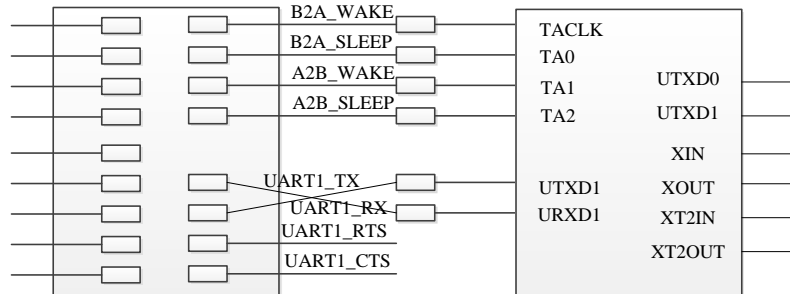 B2A_WAKE
B2A_SLEEP
A2B_WAKE
A2B_SLEEP
UART1_TX
UART1_RX
UART1_RTS
UART1_CTS
TACLK
TA0
TA1
TA2
UTXD1
URXD1
UTXD0
UTXD1
XIN
XOUT
XT2IN
XT2OUT